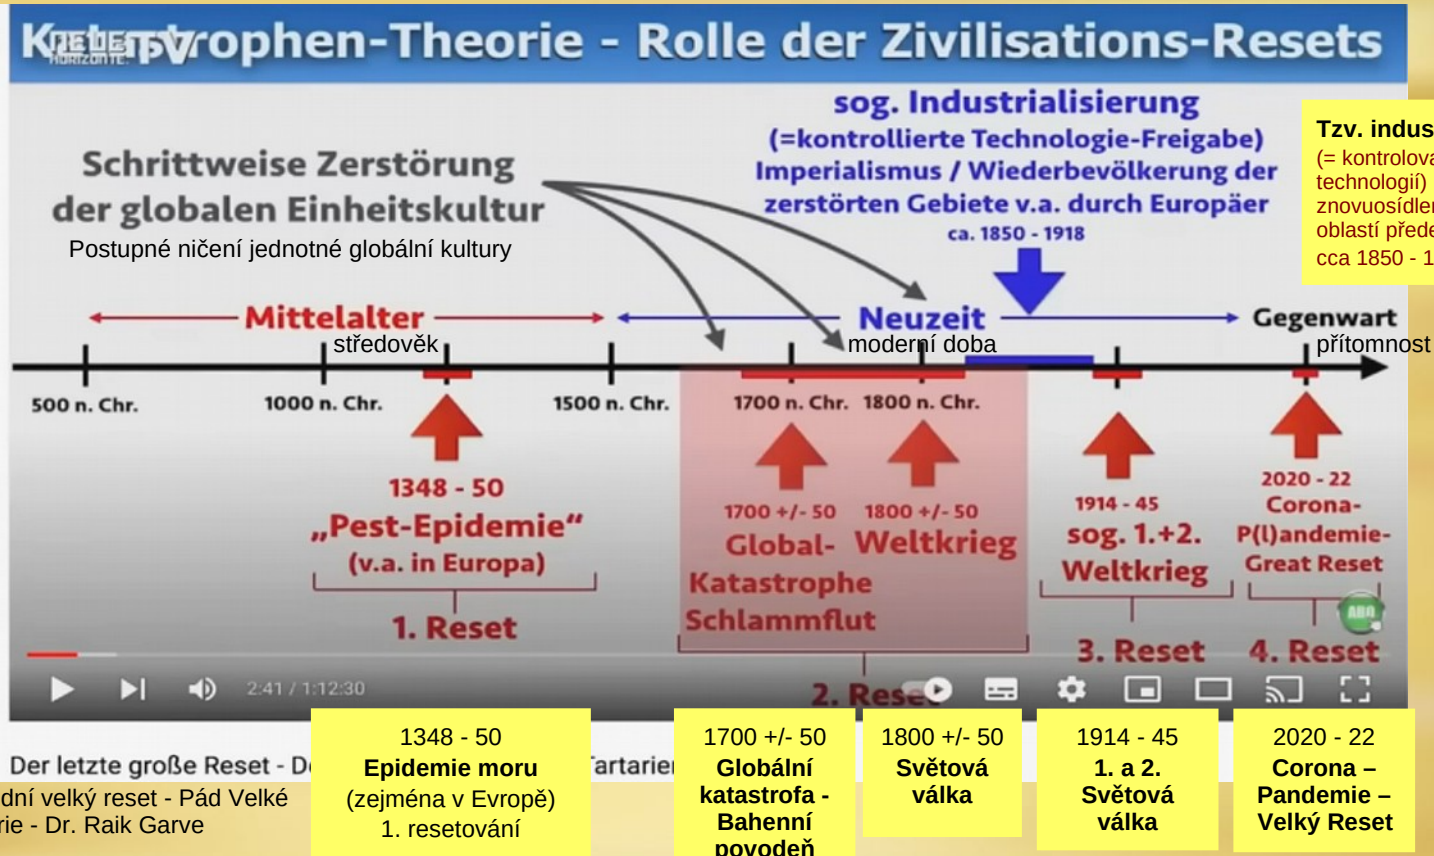 Katastrophen-Theorie - Rolle der Zivilisations-Resets
NEUE
HORIZONTE TV
sog. Industrialisierung
(=kontrollierte Technologie-Freigabe)
Imperialismus / Wiederbevölkerung der
zerstörten Gebiete v.a. durch Europäer
ca. 1850 - 1918
Tzv. indus
(= kontrolova
technologií)
znovuosídler
oblastí přede
cca 1850 - 1
Schrittweise Zerstörung
der globalen Einheitskultur
Postupné ničení jednotné globální kultury
Mittelalter
středověk
Neuzeit
moderní doba
Gegenwart
přítomnost
500 n. Chr.
1000 n. Chr.
1500 n. Chr.
1700 n. Chr.
1800 n. Chr.
1348 - 50
„Pest-Epidemie“
(v.a. in Europa)
1. Reset
1700 +/- 50
Global-
Katastrophe
Schlammflut
1800 +/- 50
Weltkrieg
2. Reset
1914 - 45
sog. 1.+2.
Weltkrieg
3. Reset
2020 - 22
Corona-
P(l)andemie-
Great Reset
4. Reset
ABO
2:41 / 1:12:30
Der letzte große Reset - D
artarie
dní velký reset - Pád Velké
rie - Dr. Raik Garve
1348 - 50
Epidemie moru
(zejména v Evropě)
1. resetování
1700 +/- 50
Globální
katastrofa -
Bahenní
povodeň
1800 +/- 50
Světová
válka
1914 - 45
1. a 2.
Světová
válka
2020 - 22
Corona –
Pandemie –
Velký Reset